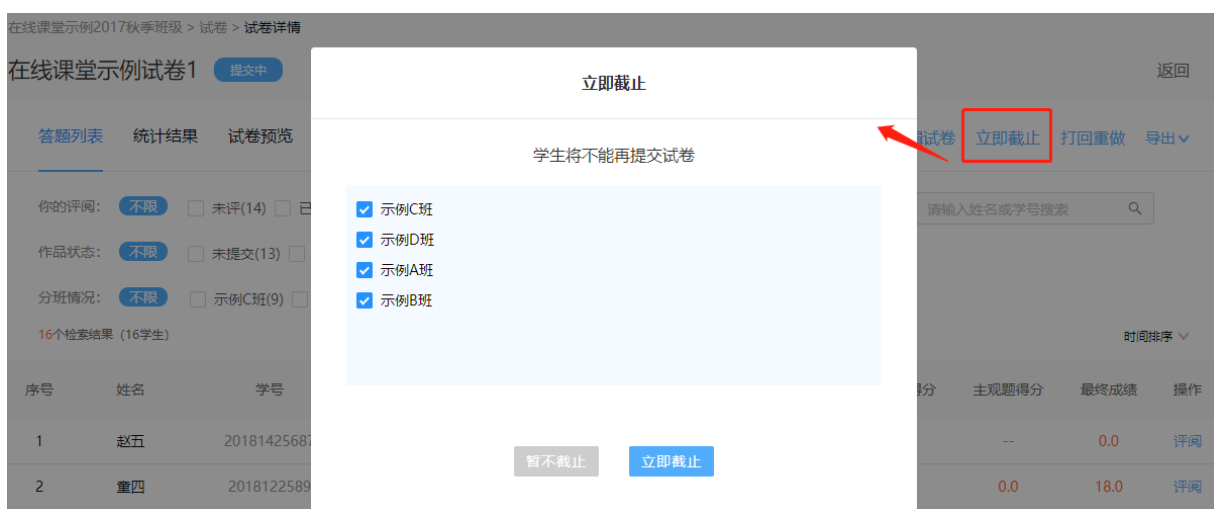 在线课堂示例2017秋季班级 > 试卷 > 试卷详情
在线课堂示例试卷1 提交中 返回
立即截止
答题列表 统计结果 试卷预览 试卷 立即截止 打回重做 导出
学生将不能再提交试卷
你的评阅: 不限 未评(14) 请输入姓名或学号搜索
示例C班
示例D班
作品状态: 不限 未提交(13)
示例A班
分班情况: 不限 示例C班(9)
示例B班
16个检索结果 (16学生) 时间排序
序号 姓名 学号 得分 主观题得分 最终成绩 操作
1 赵五 20181425687 -- 0.0 评阅
暂不截止 立即截止
2 童四 2018122589 0.0 18.0 评阅